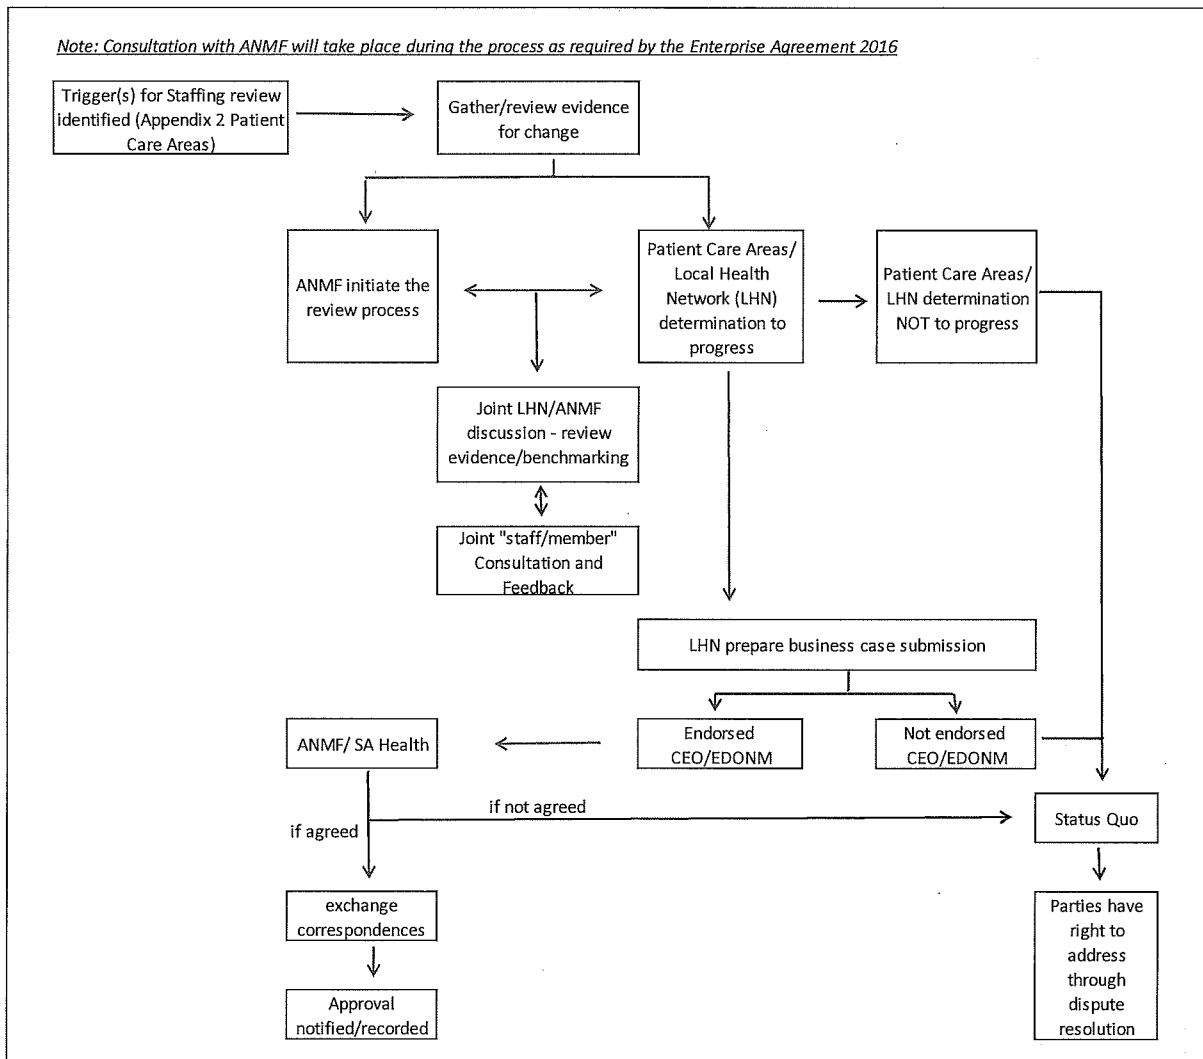 Note: Consultation with ANMF will take place during the process as required by the Enterprise Agreement 2016
Trigger(s) for Staffing review
identified (Appendix 2 Patient
Care Areas)
Gather/review evidence
for change
ANMF initiate the
review process
Patient Care Areas/
Local Health
Network (LHN)
determination to
progress
Patient Care Areas/
LHN determination
NOT to progress
Joint LHN/ANMF
discussion - review
evidence/benchmarking
Joint "staff/member"
Consultation and
Feedback
LHN prepare business case submission
ANMF/ SA Health
Endorsed
CEO/EDONM
Not endorsed
CEO/EDONM
if not agreed
if agreed
Status Quo
exchange
correspondences
Approval
notified/recorded
Parties have
right to
address
through
dispute
resolution